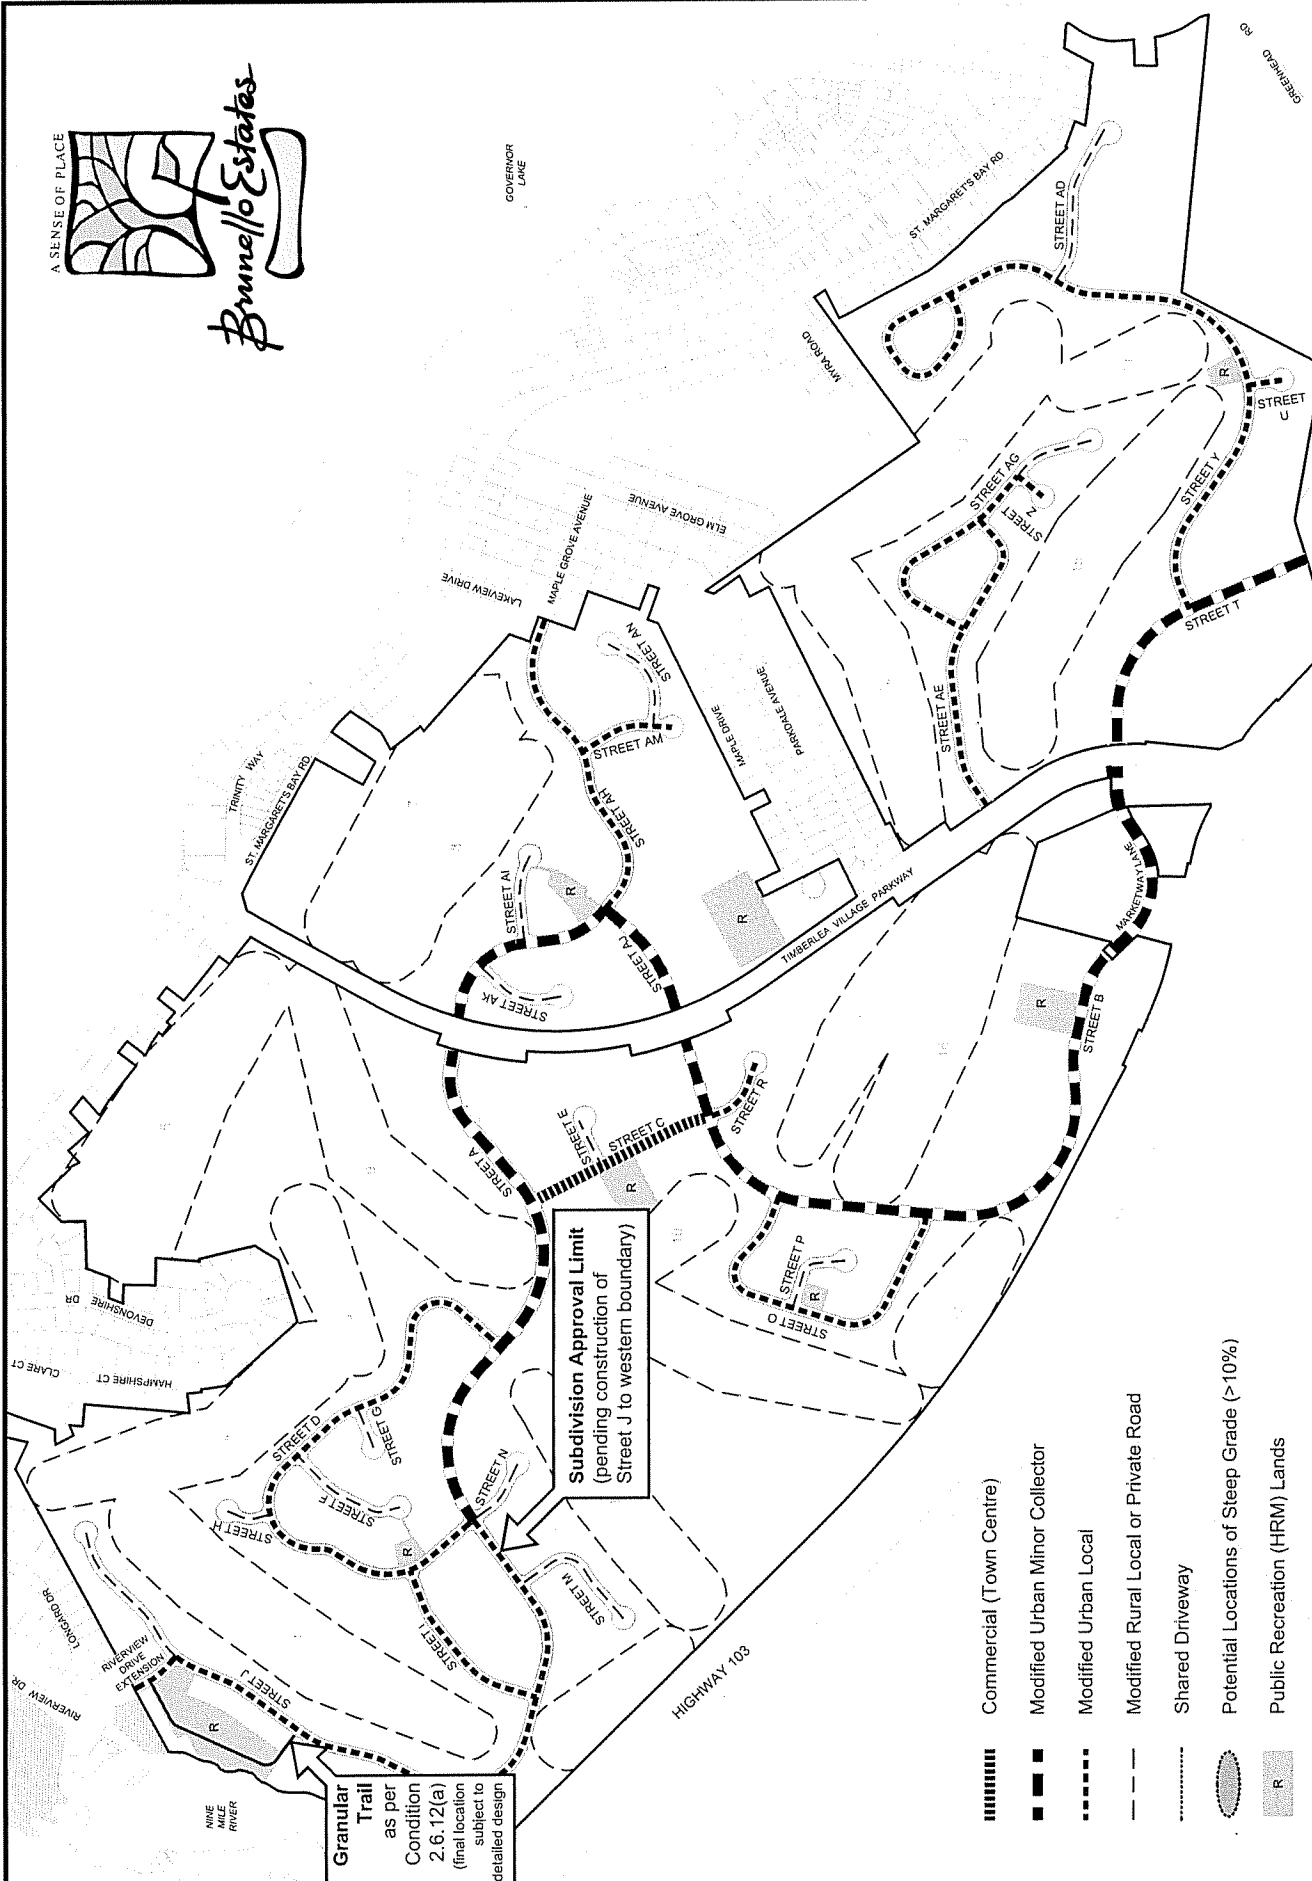 A SENSE OF PLACE
Brunello Estates
GOVERNOR
LAKE
GREENHEAD
RD
ST. MARGARET'S BAY RD
STREET AD
MYRA ROAD
R
STREET
U
STREET Y
STREET AG
STREET
Z
STREET AE
STREET T
ELM GROVE AVENUE
MAPLE GROVE AVENUE
LAKEVIEW DRIVE
STREET AN
STREET AM
MAPLE DRIVE
PARKDALE AVENUE
TRINITY WAY
ST. MARGARET'S BAY RD
STREET AH
STREET AI
R
STREET AJ
STREET AK
R
TIMBERLEA VILLAGE PARKWAY
MARKETWAY LANE
R
STREET B
STREET R
STREET E
STREET C
R
STREET A
STREET P
R
STREET O
DEVONSHIRE DR
CLARE CT
HAMPSHIRE CT
Subdivision Approval Limit
(pending construction of
Street J to western boundary)
STREET D
STREET G
STREET F
STREET H
R
STREET N
STREET M
STREET I
STREET J
LONGARD DR
RIVERVIEW
DRIVE
EXTENSION
RIVERVIEW DR.
R
NINE
MILE
RIVER
HIGHWAY 103
Granular
Trail
as per
Condition
2.6.12(a)
(final location
subject to
detailed design
Commercial (Town Centre)
Modified Urban Minor Collector
Modified Urban Local
Modified Rural Local or Private Road
Shared Driveway
Potential Locations of Steep Grade (>10%)
R
Public Recreation (HRM) Lands